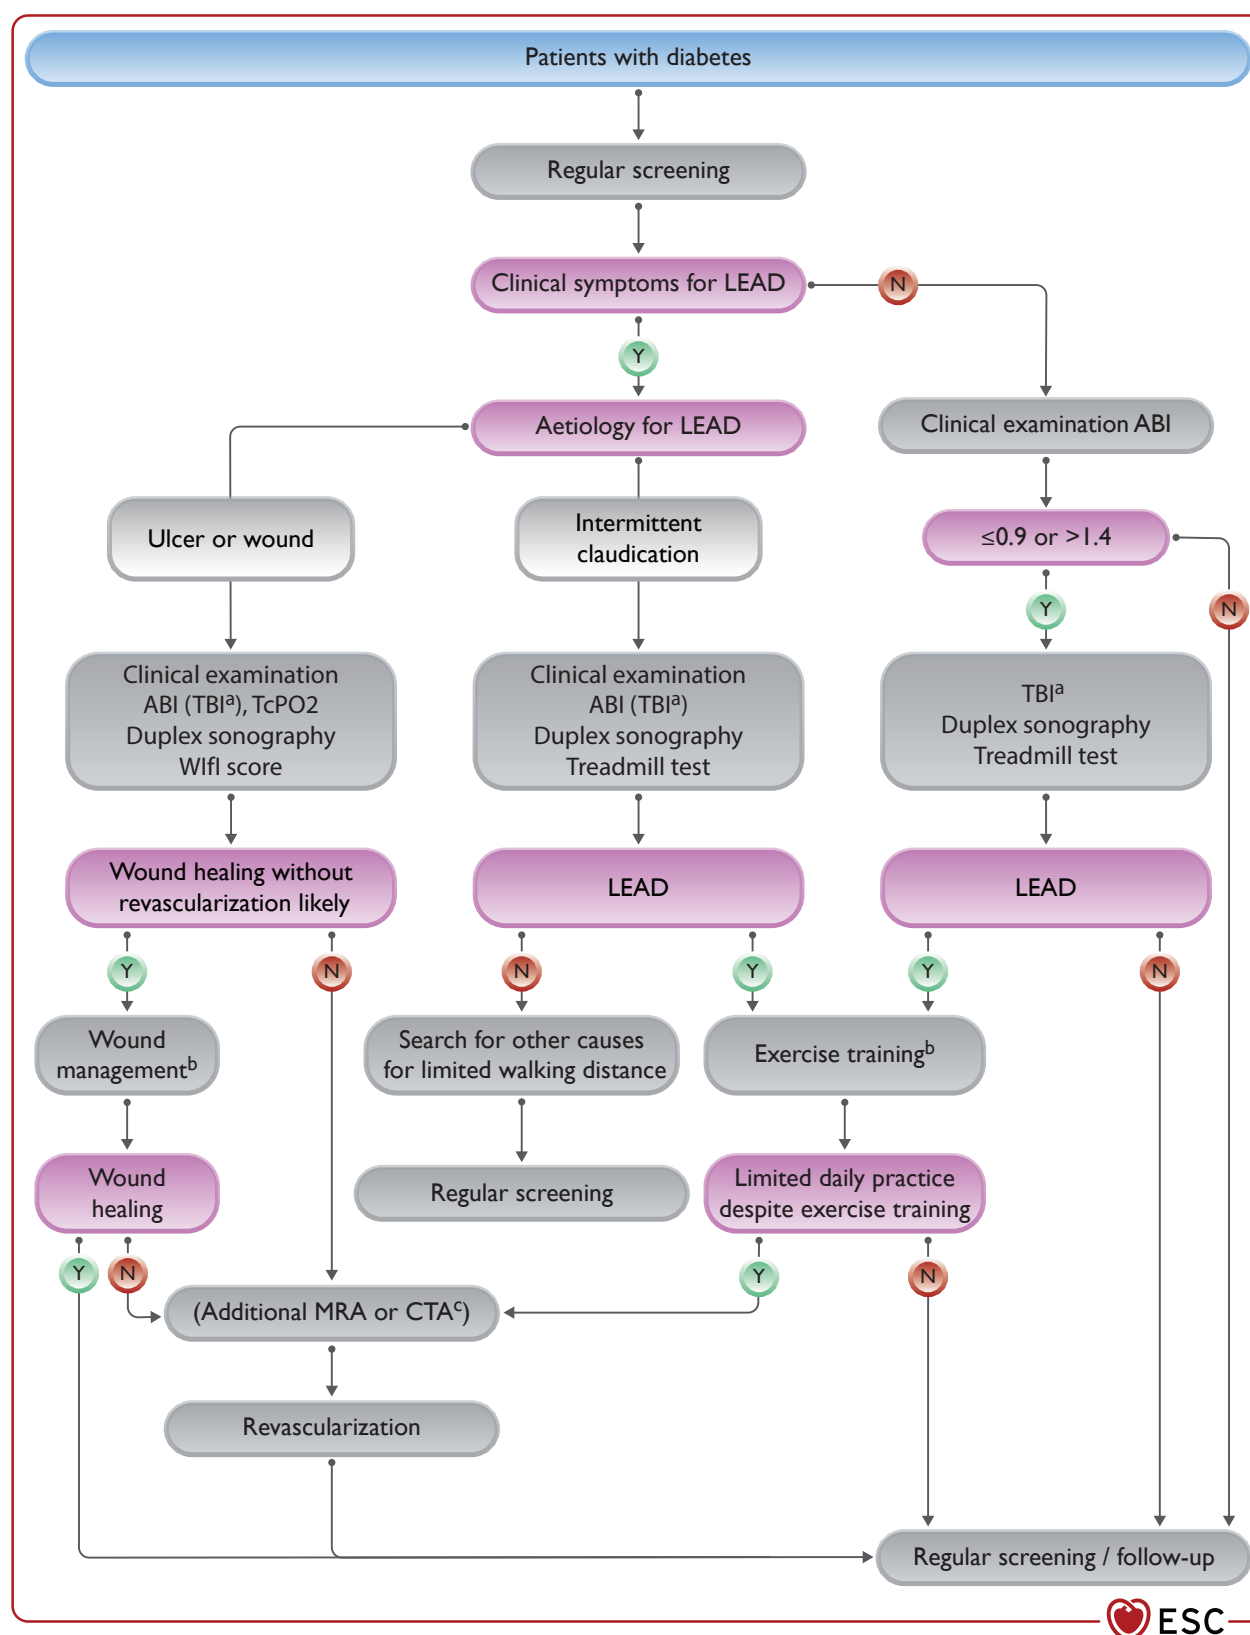 Patients with diabetes
Regular screening
Clinical symptoms for LEAD
N
Y
Aetiology for LEAD
Clinical examination ABI
Ulcer or wound
Intermittent
claudication
≤0.9 or >1.4
Y
N
Clinical examination
ABI (TBIᵃ), TcPO2
Duplex sonography
WIfI score
Clinical examination
ABI (TBIᵃ)
Duplex sonography
Treadmill test
TBIᵃ
Duplex sonography
Treadmill test
Wound healing without
revascularization likely
LEAD
LEAD
Y
N
N
Y
Y
N
Wound
managementᵇ
Search for other causes
for limited walking distance
Exercise trainingᵇ
Wound
healing
Regular screening
Limited daily practice
despite exercise training
Y
N
Y
N
(Additional MRA or CTAᶜ)
Revascularization
Regular screening / follow-up
ESC